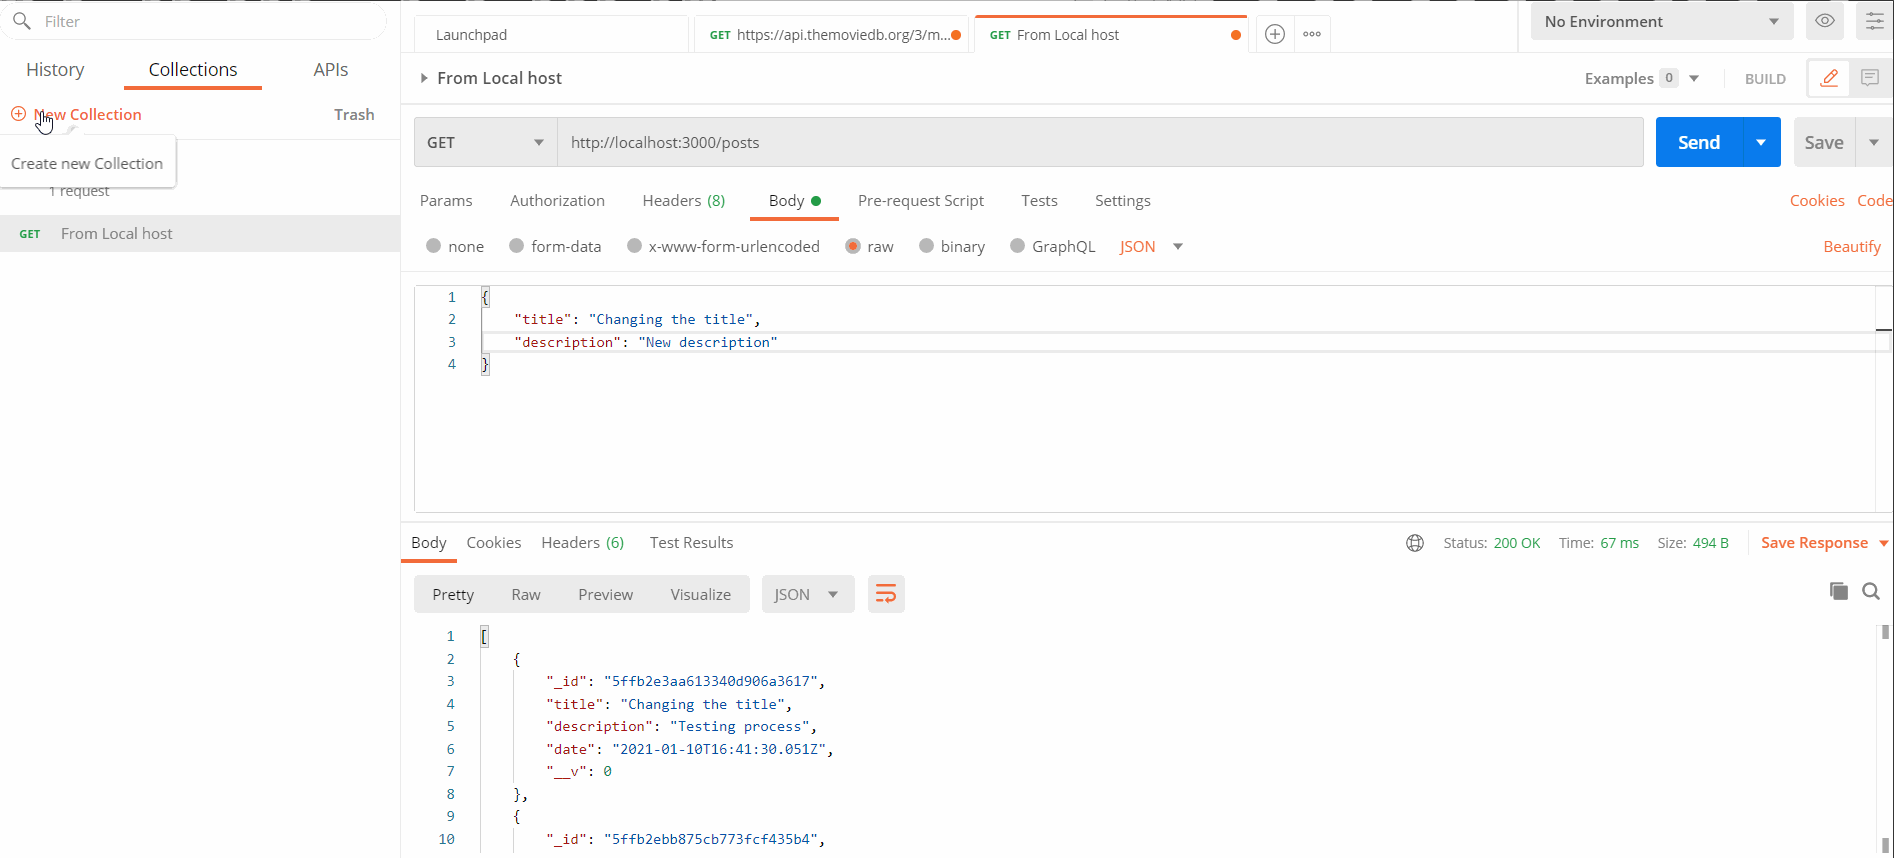 Filter
History Collections APIs
New Collection Trash
Create new Collection
1 request
GET From Local host
Launchpad GET https://api.themoviedb.org/3/m... GET From Local host No Environment
From Local host Examples 0 BUILD
GET http://localhost:3000/posts Send Save
Params Authorization Headers (8) Body Pre-request Script Tests Settings Cookies Code
none form-data x-www-form-urlencoded raw binary GraphQL JSON Beautify
1 {
2 "title": "Changing the title",
3 "description": "New description"
4 }
Body Cookies Headers (6) Test Results Status: 200 OK Time: 67 ms Size: 494 B Save Response
Pretty Raw Preview Visualize JSON
1 [
2 {
3 "_id": "5ffb2e3aa613340d906a3617",
4 "title": "Changing the title",
5 "description": "Testing process",
6 "date": "2021-01-10T16:41:30.051Z",
7 "__v": 0
8 },
9 {
10 "_id": "5ffb2ebb875cb773fcf435b4",